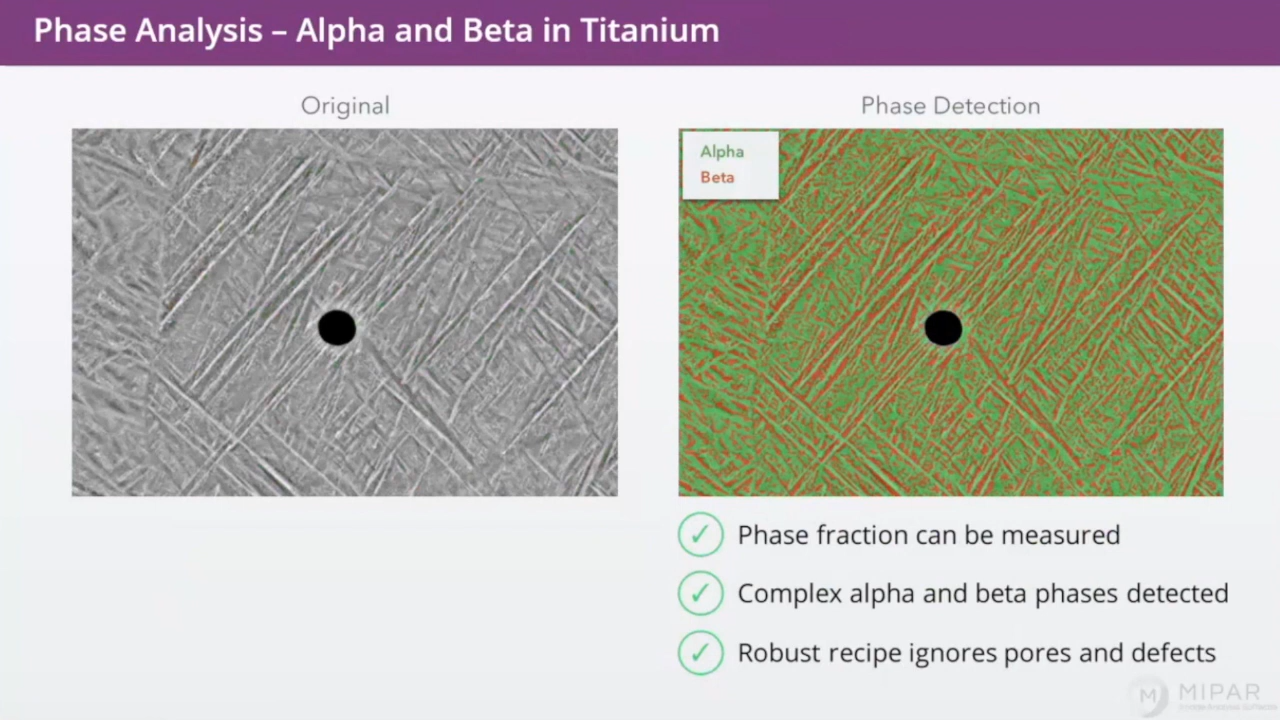 Phase Analysis – Alpha and Beta in Titanium
Original
Phase Detection
Alpha
Beta
✓ Phase fraction can be measured
✓ Complex alpha and beta phases detected
✓ Robust recipe ignores pores and defects
M MIPAR